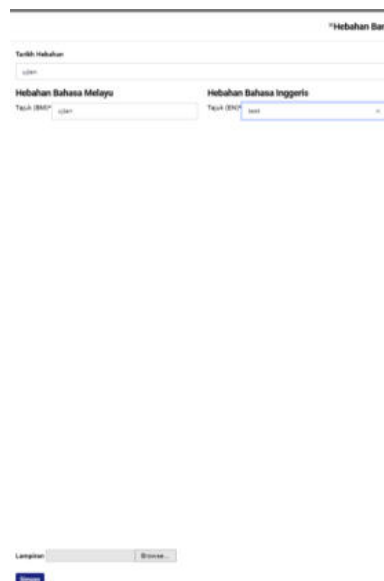 "Hebahan Bar
Tarikh Hebahan
ujian
Hebahan Bahasa Melayu Hebahan Bahasa Inggeris
Tajuk (BM)* ujian Tajuk (EN)* test
Lampiran Browse...
Simpan